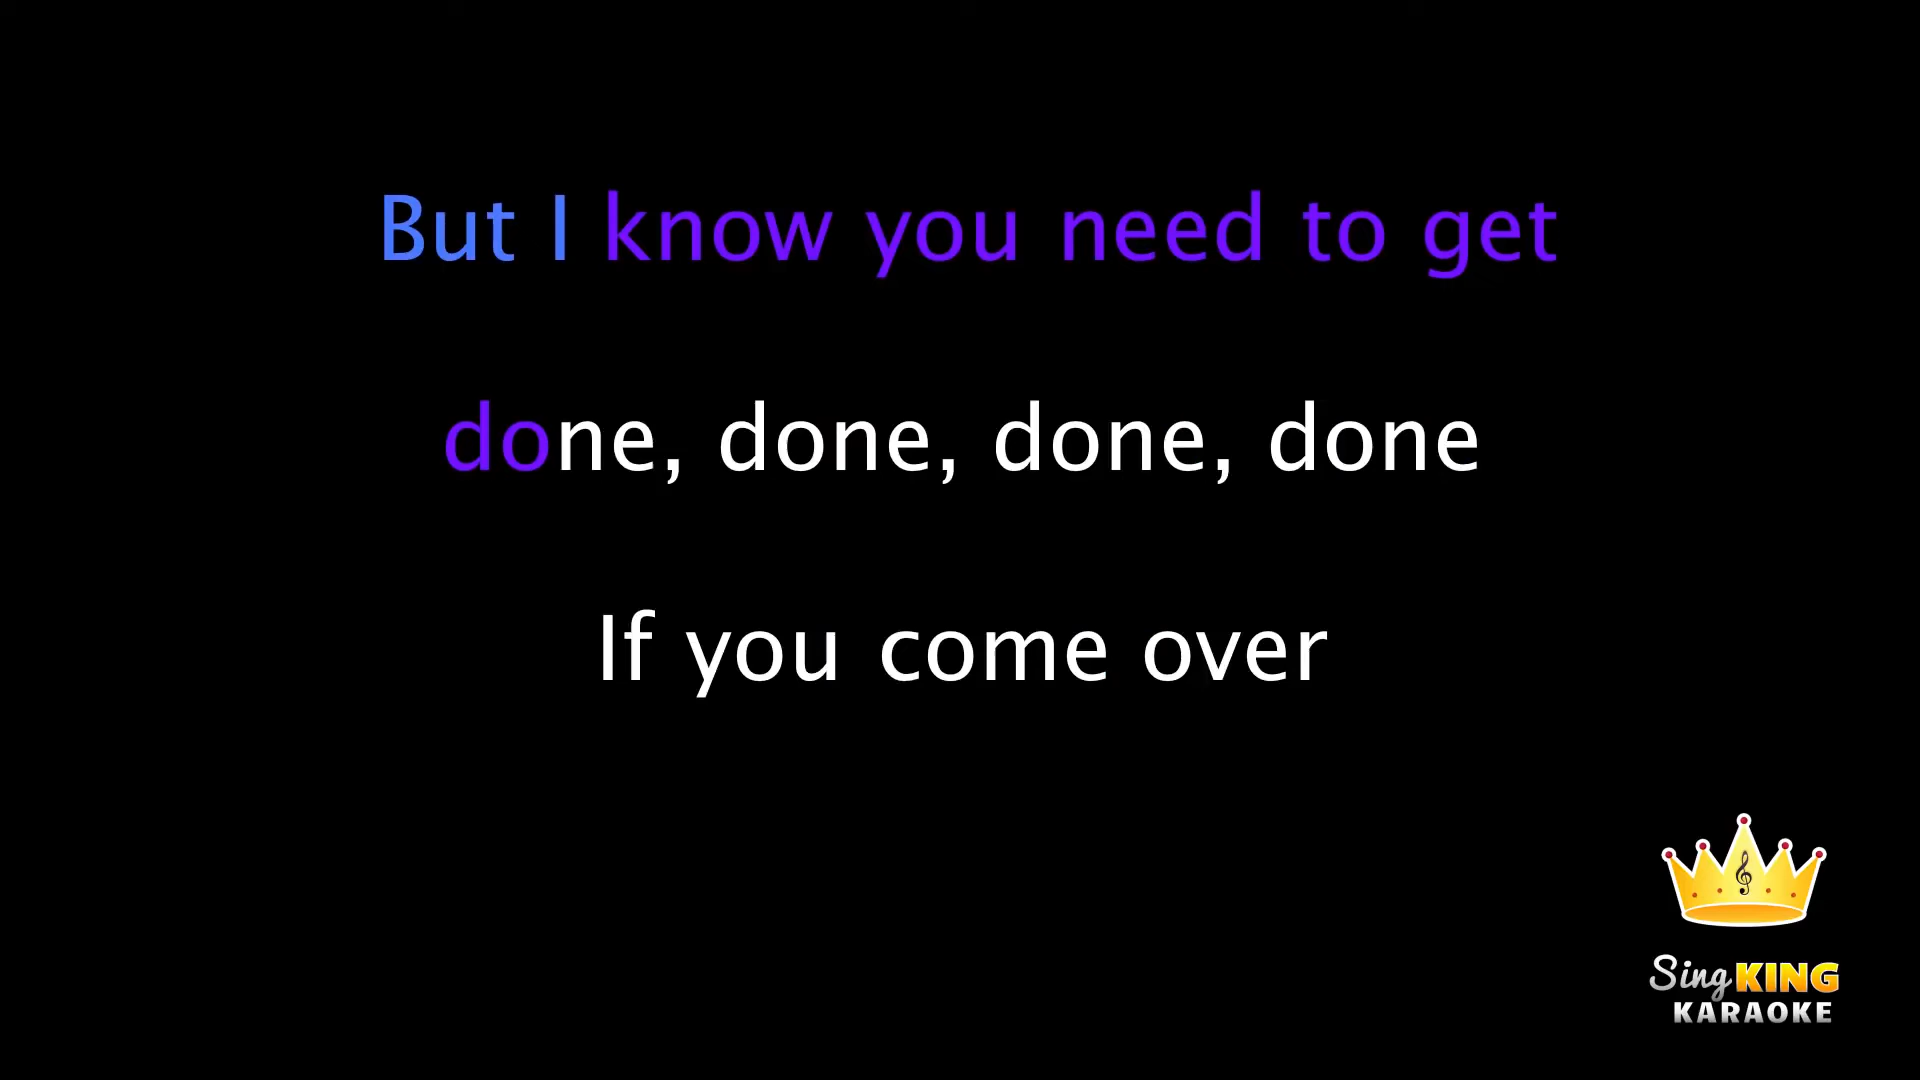 But I know you need to get
done, done, done, done
If you come over
Sing KING
KARAOKE